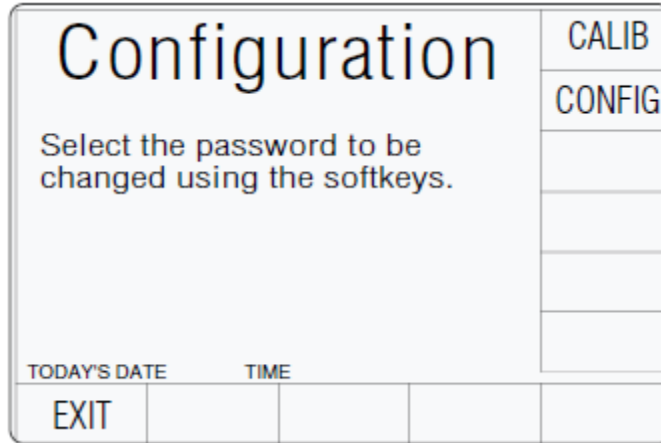 Configuration
CALIB
CONFIG
Select the password to be
changed using the softkeys.
TODAY'S DATE TIME
EXIT